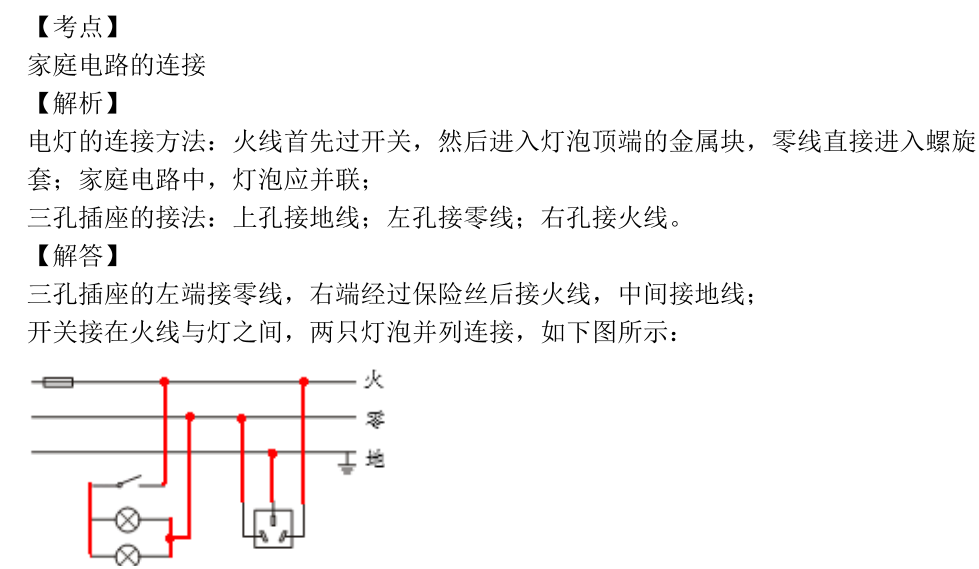 【考点】
家庭电路的连接
【解析】
电灯的连接方法：火线首先过开关，然后进入灯泡顶端的金属块，零线直接进入螺旋
套；家庭电路中，灯泡应并联；
三孔插座的接法：上孔接地线；左孔接零线；右孔接火线。
【解答】
三孔插座的左端接零线，右端经过保险丝后接火线，中间接地线；
开关接在火线与灯之间，两只灯泡并列连接，如下图所示：
火
零
地